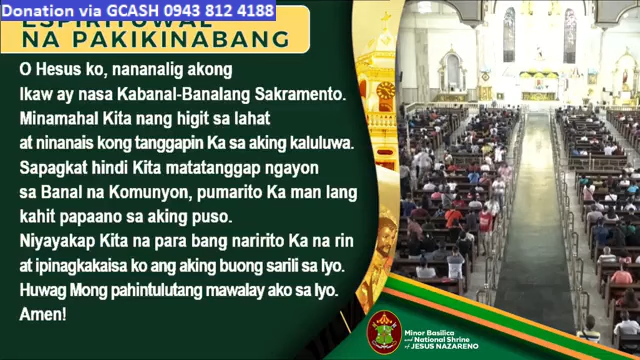 Donation via GCASH 0943 812 4188
ESPIRITUWAL
NA PAKIKINABANG
O Hesus ko, nananalig akong
Ikaw ay nasa Kabanal-Banalang Sakramento.
Minamahal Kita nang higit sa lahat
at ninanais kong tanggapin Ka sa aking kaluluwa.
Sapagkat hindi Kita matatanggap ngayon
sa Banal na Komunyon, pumarito Ka man lang
kahit papaano sa aking puso.
Niyayakap Kita na para bang naririto Ka na rin
at ipinagkakaisa ko ang aking buong sarili sa Iyo.
Huwag Mong pahintulutang mawalay ako sa Iyo.
Amen!
Minor Basilica
and National Shrine
of JESUS NAZARENO